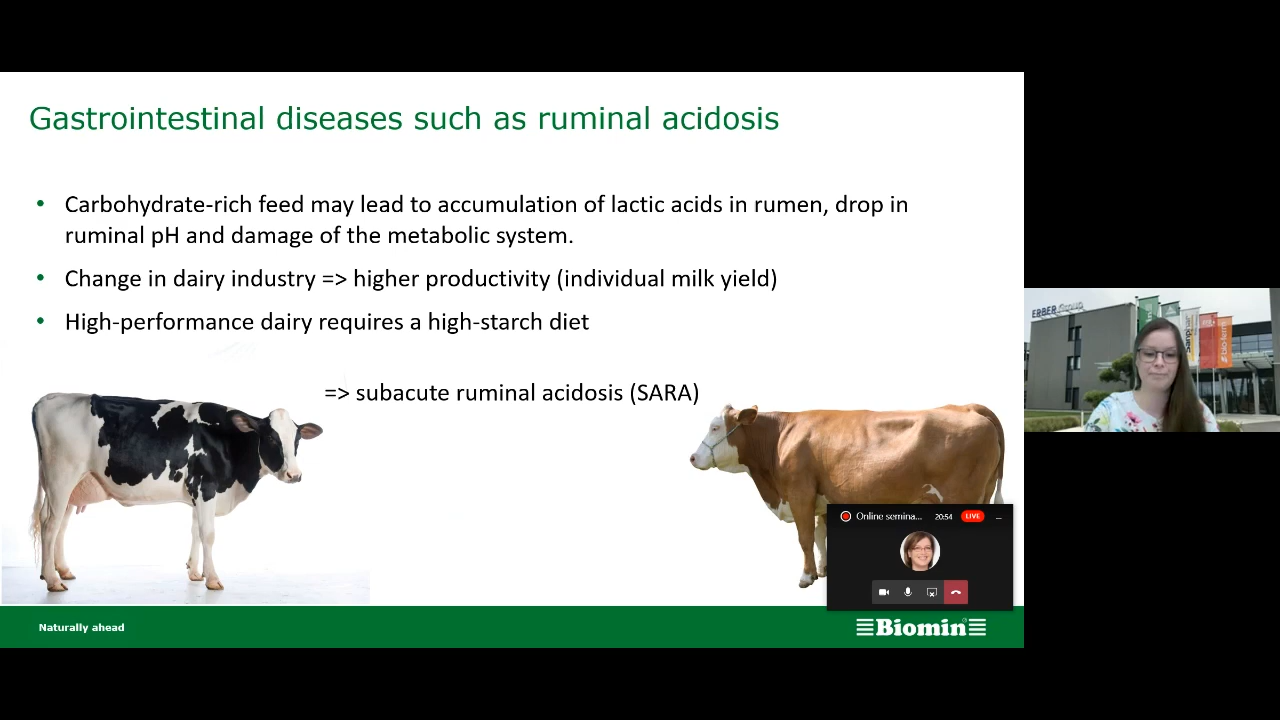 Gastrointestinal diseases such as ruminal acidosis
• Carbohydrate-rich feed may lead to accumulation of lactic acids in rumen, drop in
ruminal pH and damage of the metabolic system.
• Change in dairy industry => higher productivity (individual milk yield)
• High-performance dairy requires a high-starch diet
=> subacute ruminal acidosis (SARA)
Online semina... 20:54 LIVE
Naturally ahead
Biomin®
ERBER Group